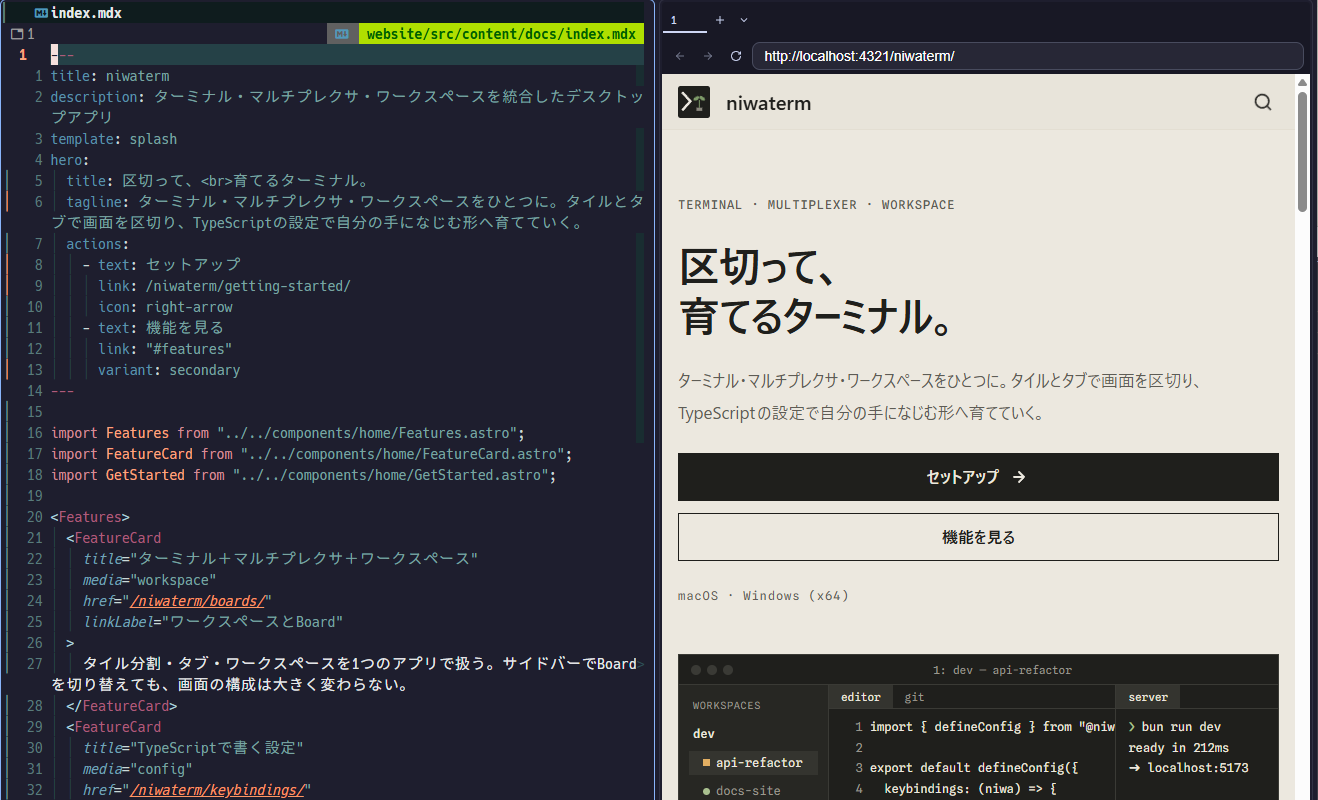 index.mdx
1
website/src/content/docs/index.mdx
1 ---
1 title: niwaterm
2 description: ターミナル・マルチプレクサ・ワークスペースを統合したデスクトッ
プアプリ
3 template: splash
4 hero:
5 title: 区切って、<br>育てるターミナル。
6 tagline: ターミナル・マルチプレクサ・ワークスペースをひとつに。タイルとタ
ブで画面を区切り、TypeScriptの設定で自分の手になじむ形へ育てていく。
7 actions:
8 - text: セットアップ
9 link: /niwaterm/getting-started/
10 icon: right-arrow
11 - text: 機能を見る
12 link: "#features"
13 variant: secondary
14 ---
15
16 import Features from "../../components/home/Features.astro";
17 import FeatureCard from "../../components/home/FeatureCard.astro";
18 import GetStarted from "../../components/home/GetStarted.astro";
19
20 <Features>
21 <FeatureCard
22 title="ターミナル＋マルチプレクサ＋ワークスペース"
23 media="workspace"
24 href="/niwaterm/boards/"
25 linkLabel="ワークスペースとBoard"
26 >
27 タイル分割・タブ・ワークスペースを1つのアプリで扱う。サイドバーでBoard
を切り替えても、画面の構成は大きく変わらない。
28 </FeatureCard>
29 <FeatureCard
30 title="TypeScriptで書く設定"
31 media="config"
32 href="/niwaterm/keybindings/"
1
http://localhost:4321/niwaterm/
niwaterm
TERMINAL · MULTIPLEXER · WORKSPACE
区切って、
育てるターミナル。
ターミナル・マルチプレクサ・ワークスペースをひとつに。タイルとタブで画面を区切り、
TypeScriptの設定で自分の手になじむ形へ育てていく。
セットアップ →
機能を見る
macOS · Windows (x64)
1: dev — api-refactor
WORKSPACES
dev
api-refactor
docs-site
editor git
1 import { defineConfig } from "@niw
2
3 export default defineConfig({
4 keybindings: (niwa) => {
server
❯ bun run dev
ready in 212ms
➜ localhost:5173